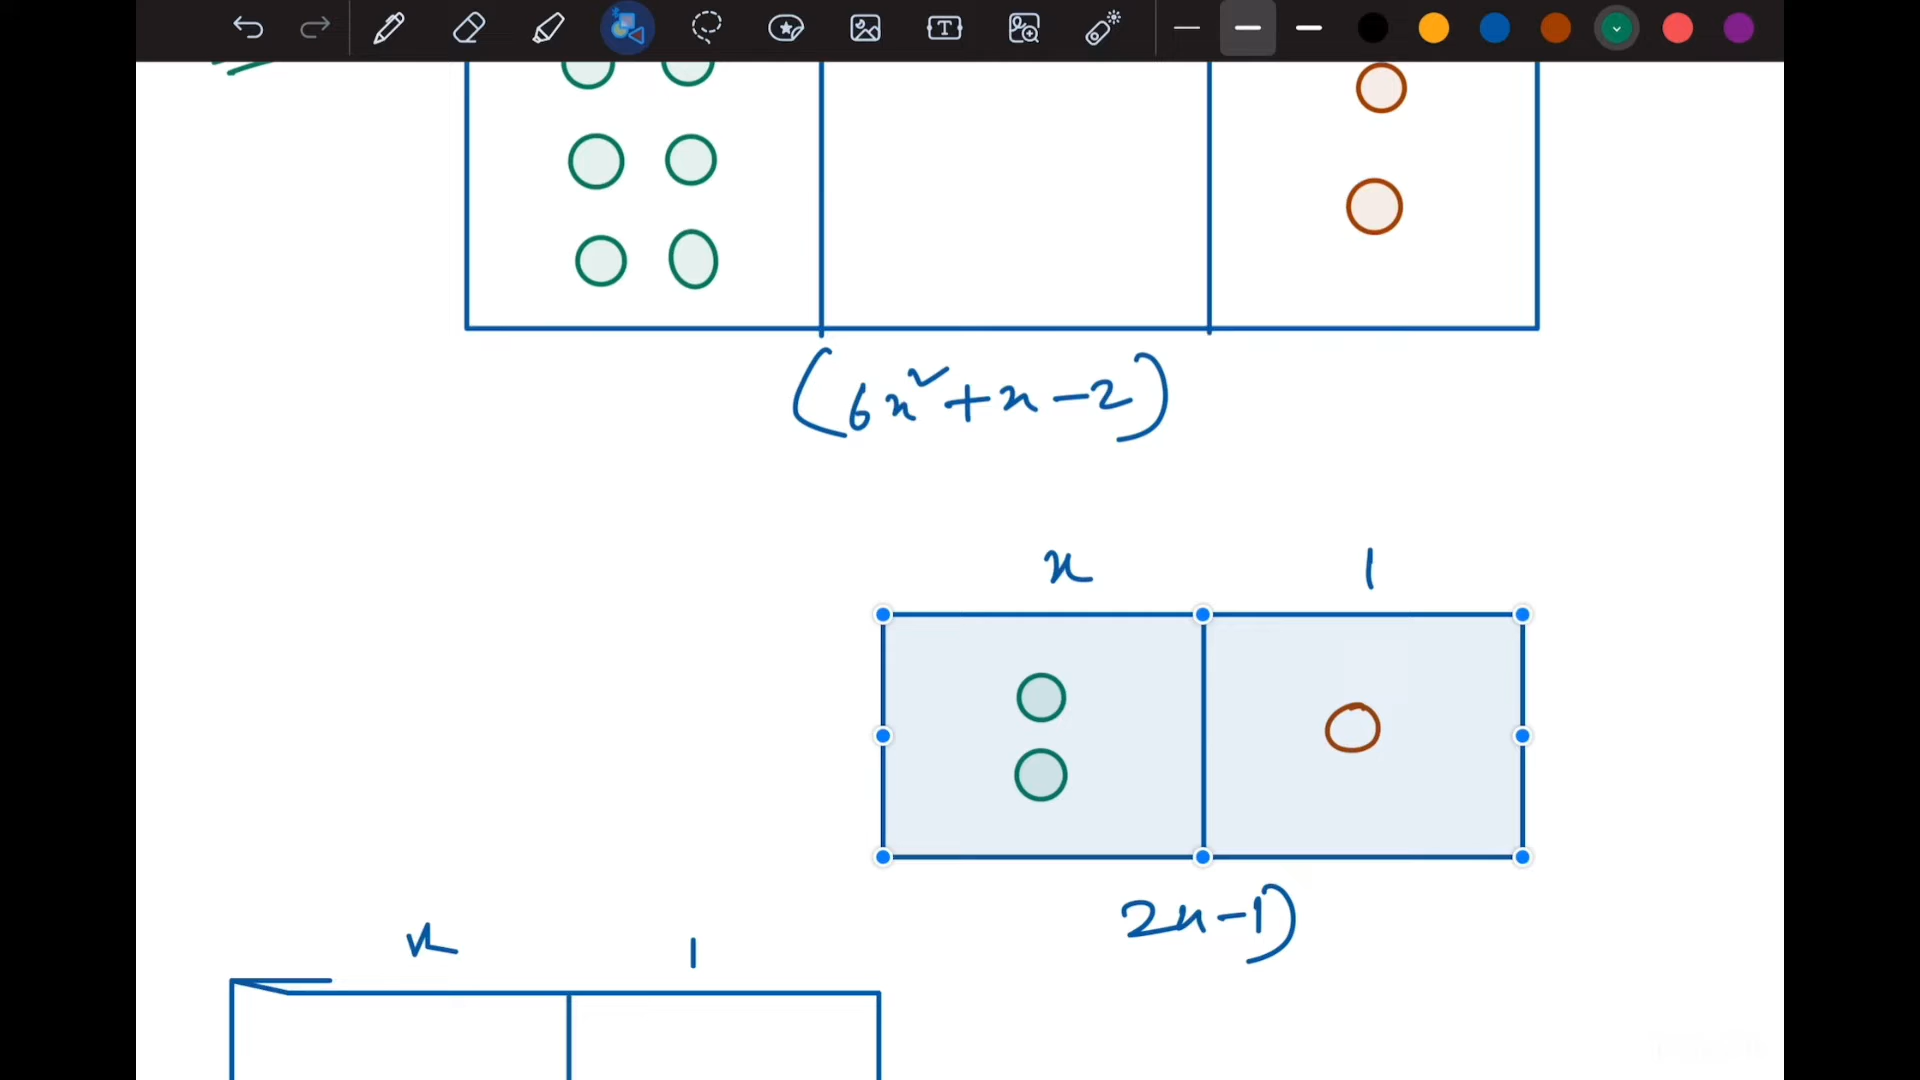 (6x²+x-2)
x 1
2x-1)
x 1